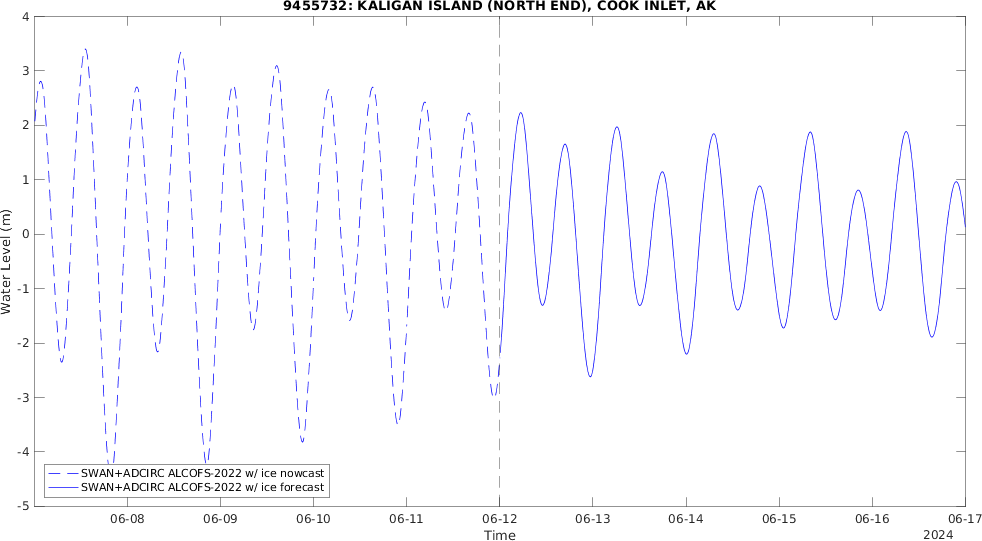 9455732: KALIGAN ISLAND (NORTH END), COOK INLET, AK
Water Level (m)
4
3
2
1
0
-1
-2
-3
-4
-5
SWAN+ADCIRC ALCOFS-2022 w/ ice nowcast
SWAN+ADCIRC ALCOFS-2022 w/ ice forecast
06-08 06-09 06-10 06-11 06-12 06-13 06-14 06-15 06-16 06-17
Time
2024